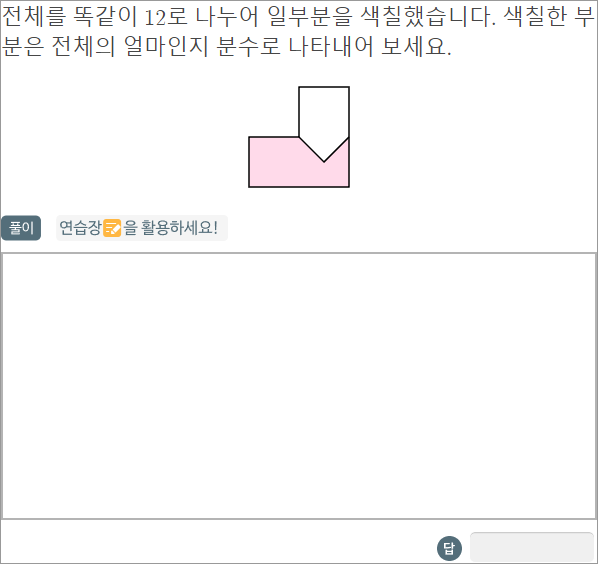 전체를 똑같이 12로 나누어 일부분을 색칠했습니다. 색칠한 부
분은 전체의 얼마인지 분수로 나타내어 보세요.
풀이 연습장을 활용하세요!
답